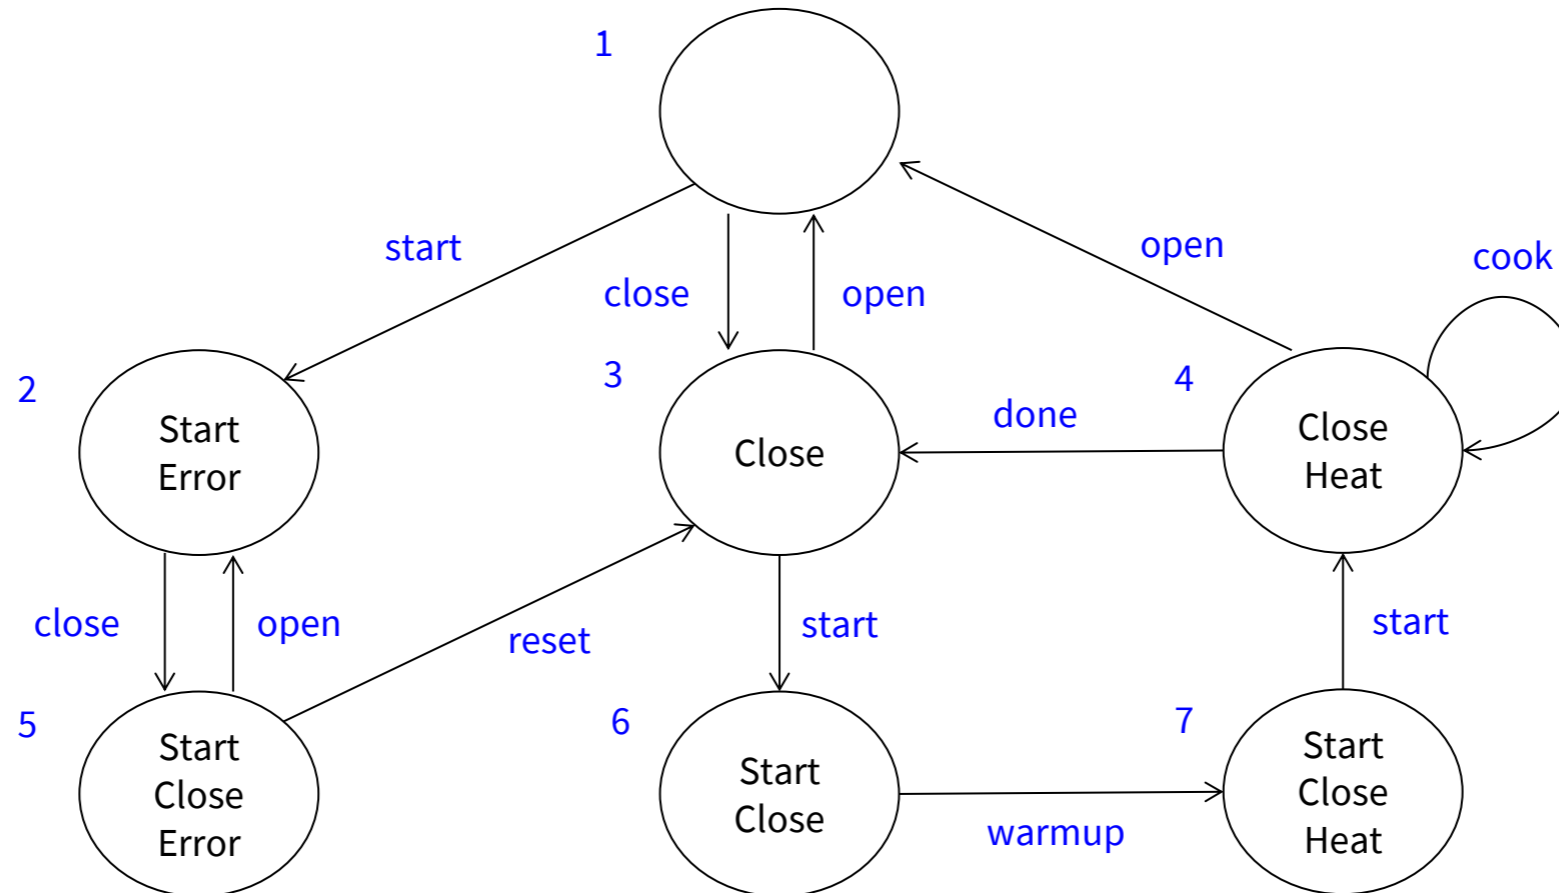 1
start
close
open
open
cook
2
Start
Error
3
Close
done
4
Close
Heat
close
open
reset
start
start
5
Start
Close
Error
6
Start
Close
warmup
7
Start
Close
Heat